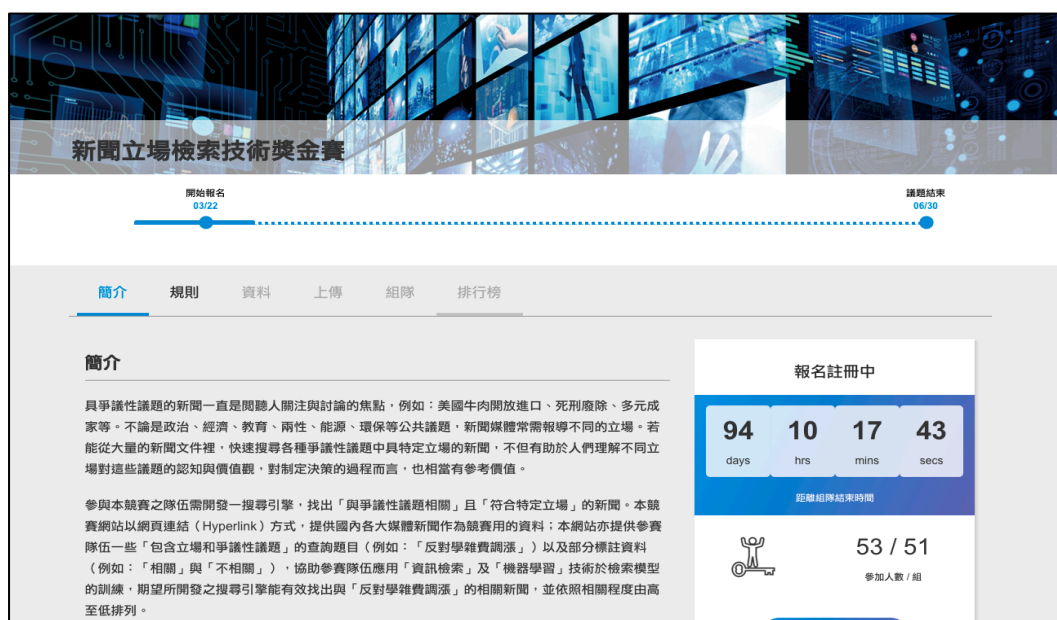 新聞立場檢索技術獎金賽
開始報名
03/22
議題結束
06/30
簡介 規則 資料 上傳 組隊 排行榜
簡介
具爭議性議題的新聞一直是閱聽人關注與討論的焦點，例如：美國牛肉開放進口、死刑廢除、多元成
家等。不論是政治、經濟、教育、兩性、能源、環保等公共議題，新聞媒體常需報導不同的立場。若
能從大量的新聞文件裡，快速搜尋各種爭議性議題中具特定立場的新聞，不但有助於人們理解不同立
場對這些議題的認知與價值觀，對制定決策的過程而言，也相當有參考價值。
參與本競賽之隊伍需開發一搜尋引擎，找出「與爭議性議題相關」且「符合特定立場」的新聞。本競
賽網站以網頁連結（Hyperlink）方式，提供國內各大媒體新聞作為競賽用的資料；本網站亦提供參賽
隊伍一些「包含立場和爭議性議題」的查詢題目（例如：「反對學雜費調漲」）以及部分標註資料
（例如：「相關」與「不相關」），協助參賽隊伍應用「資訊檢索」及「機器學習」技術於檢索模型
的訓練，期望所開發之搜尋引擎能有效找出與「反對學雜費調漲」的相關新聞，並依照相關程度由高
至低排列。
報名註冊中
94 10 17 43
days hrs mins secs
距離組隊結束時間
53 / 51
參加人數 / 組